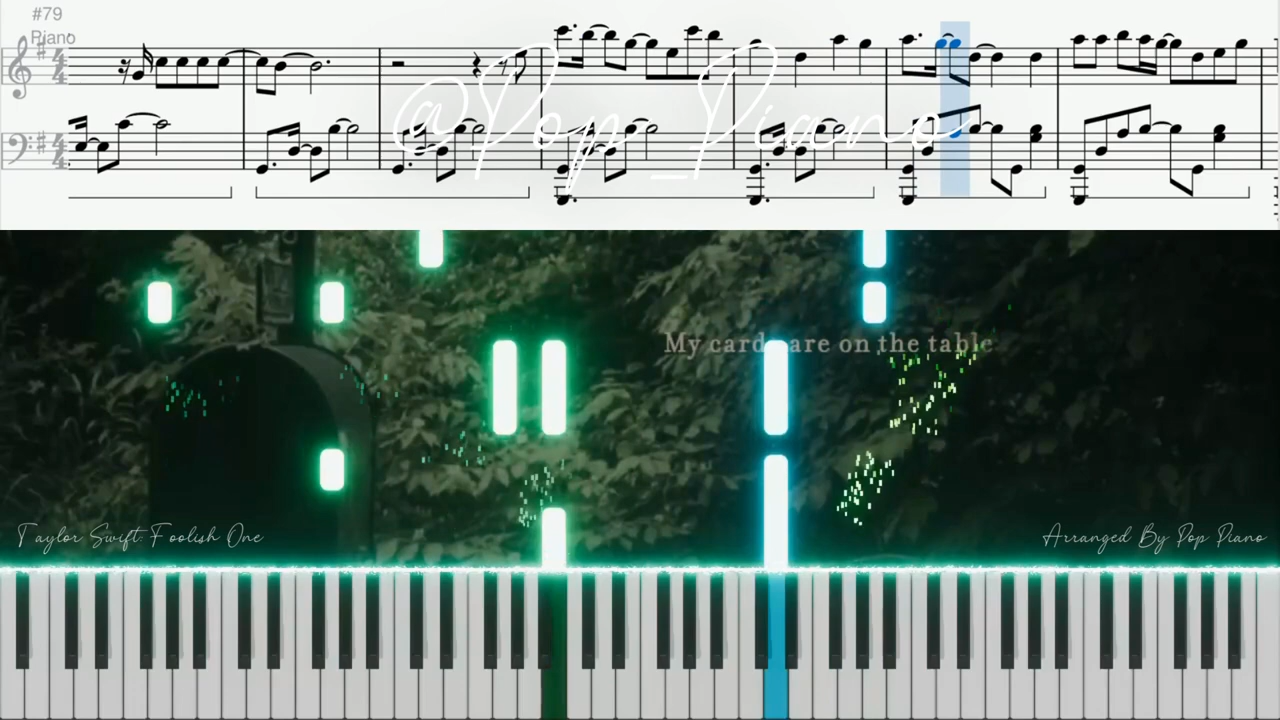 #79
Piano
@Pop_Piano
My cards are on the table
Taylor Swift: Foolish One
Arranged By Pop Piano